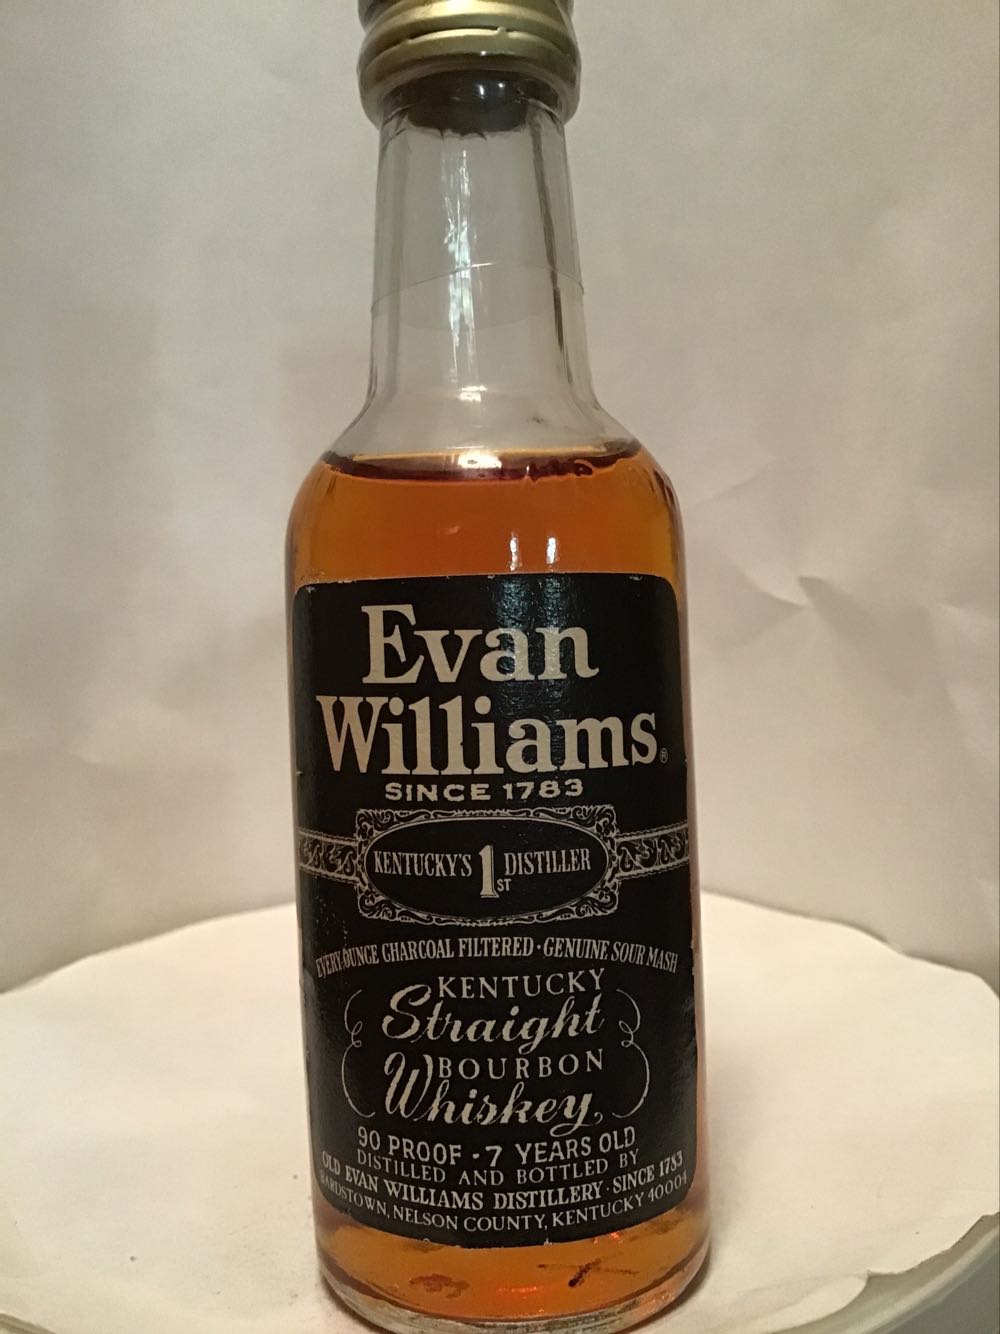 Evan
Williams®
SINCE 1783
KENTUCKY'S 1ST DISTILLER
EVERY OUNCE CHARCOAL FILTERED · GENUINE SOUR MASH
KENTUCKY
Straight
BOURBON
Whiskey
90 PROOF · 7 YEARS OLD
DISTILLED AND BOTTLED BY
OLD EVAN WILLIAMS DISTILLERY · SINCE 1783
BARDSTOWN, NELSON COUNTY, KENTUCKY 40004